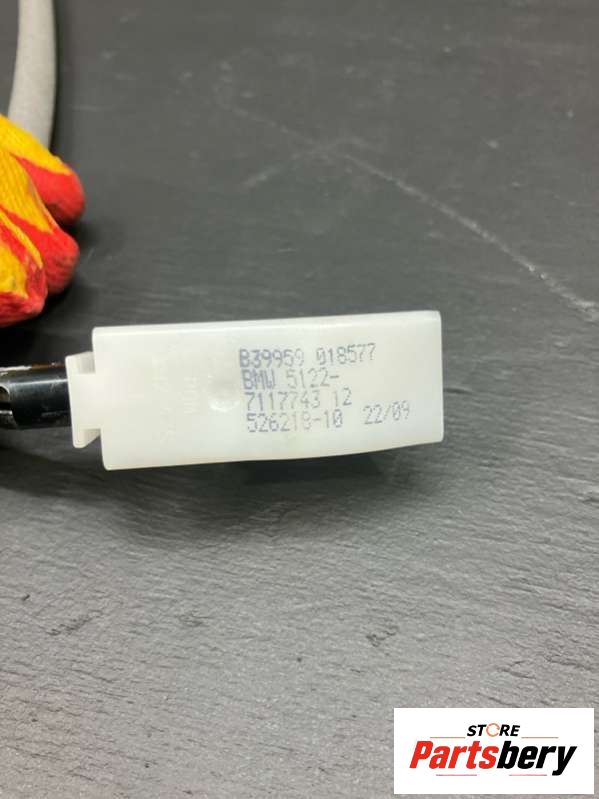 B39959 018577
BMW 5122-
7117743 12
526218-10 22/09
STORE
Partsbery